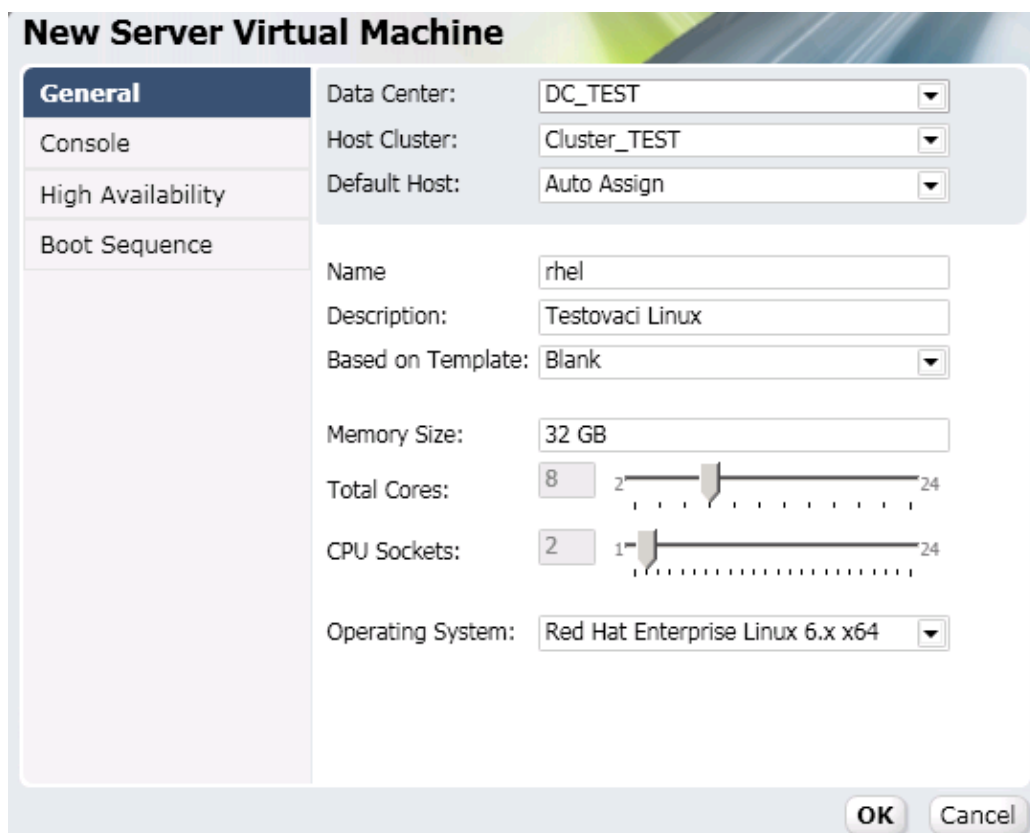 New Server Virtual Machine
General
Console
High Availability
Boot Sequence
Data Center: DC_TEST
Host Cluster: Cluster_TEST
Default Host: Auto Assign
Name rhel
Description: Testovaci Linux
Based on Template: Blank
Memory Size: 32 GB
Total Cores: 8 2 24
CPU Sockets: 2 1 24
Operating System: Red Hat Enterprise Linux 6.x x64
OK Cancel